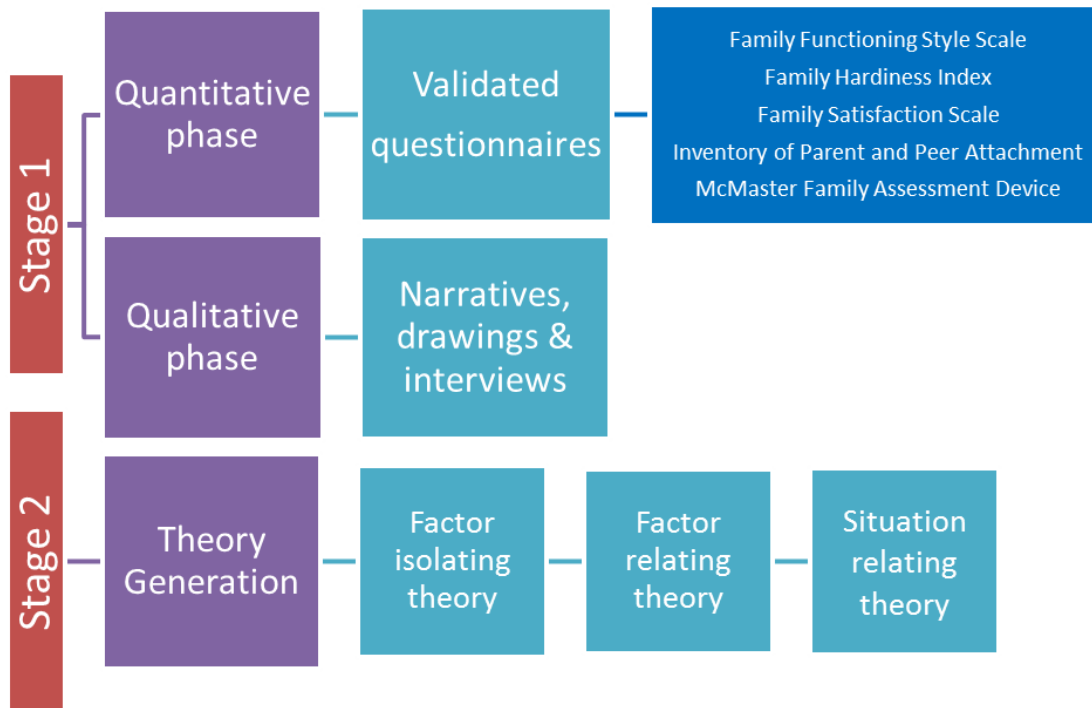 Stage 1
Quantitative
phase
Validated
questionnaires
Family Functioning Style Scale
Family Hardiness Index
Family Satisfaction Scale
Inventory of Parent and Peer Attachment
McMaster Family Assessment Device
Qualitative
phase
Narratives,
drawings &
interviews
Stage 2
Theory
Generation
Factor
isolating
theory
Factor
relating
theory
Situation
relating
theory